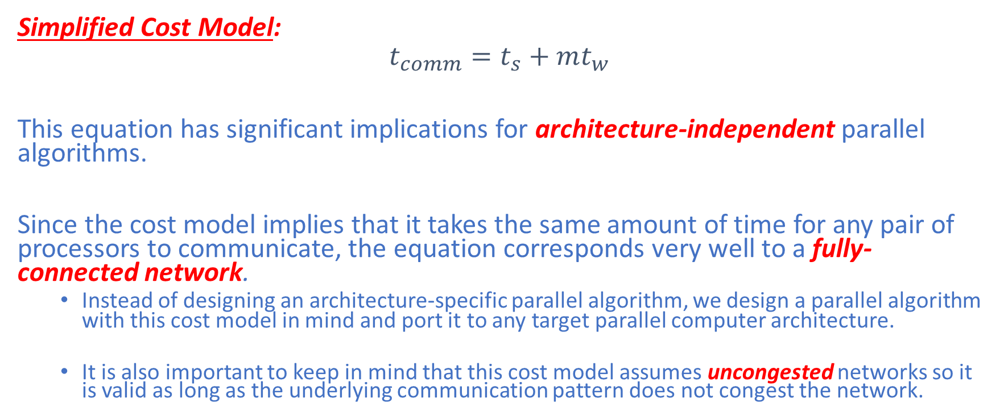 Simplified Cost Model:
t_comm = t_s + mt_w
This equation has significant implications for architecture-independent parallel
algorithms.
Since the cost model implies that it takes the same amount of time for any pair of
processors to communicate, the equation corresponds very well to a fully-
connected network.
• Instead of designing an architecture-specific parallel algorithm, we design a parallel algorithm
with this cost model in mind and port it to any target parallel computer architecture.
• It is also important to keep in mind that this cost model assumes uncongested networks so it
is valid as long as the underlying communication pattern does not congest the network.